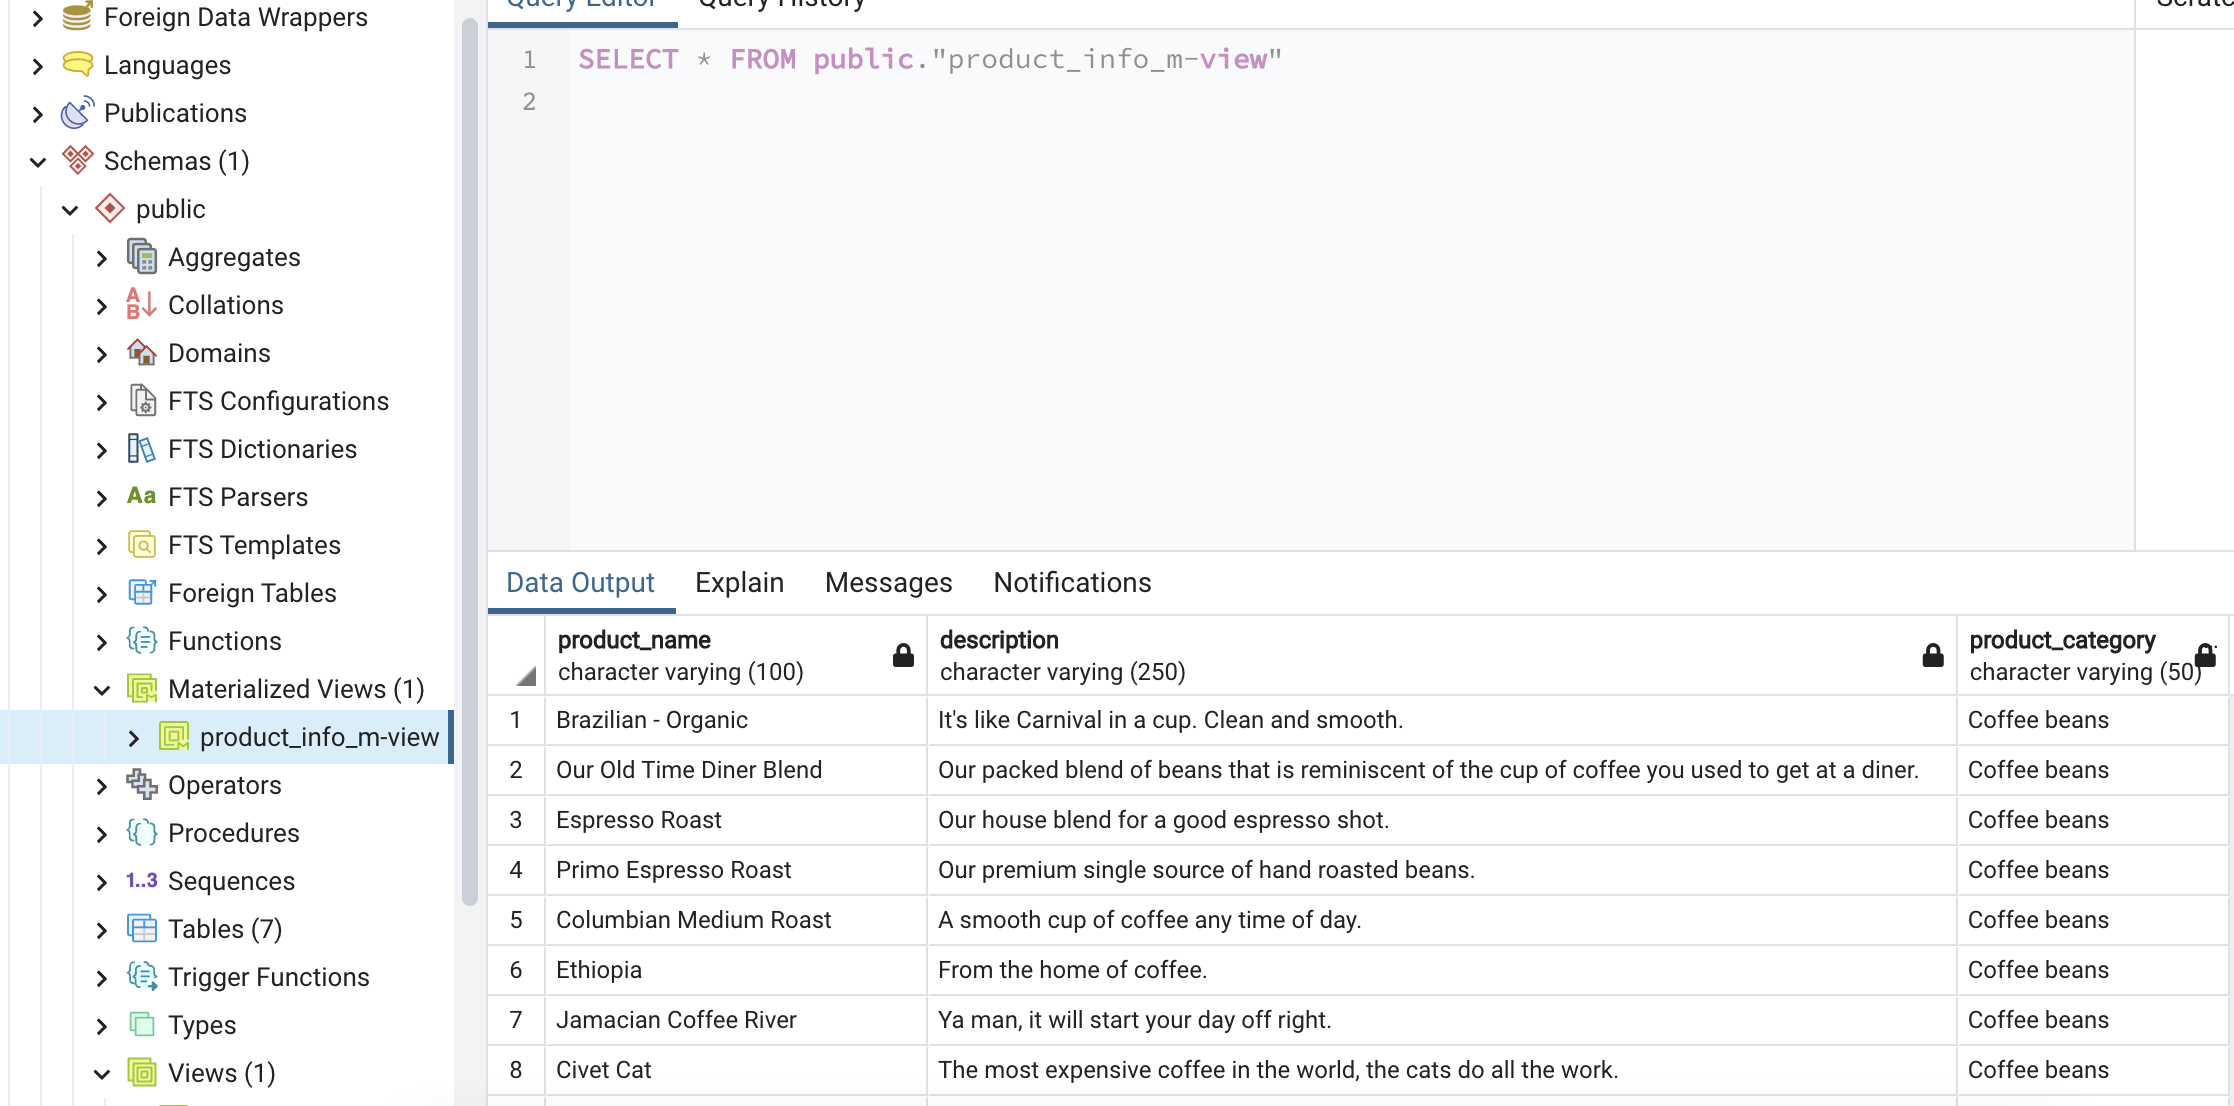 Foreign Data Wrappers
Languages
Publications
Schemas (1)
public
Aggregates
Collations
Domains
FTS Configurations
FTS Dictionaries
Aa FTS Parsers
FTS Templates
Foreign Tables
Functions
Materialized Views (1)
product_info_m-view
Operators
Procedures
1..3 Sequences
Tables (7)
Trigger Functions
Types
Views (1)
Query Editor Query History
1 SELECT * FROM public."product_info_m-view"
2
Data Output Explain Messages Notifications
product_name description product_category
character varying (100) character varying (250) character varying (50)
1 Brazilian - Organic It's like Carnival in a cup. Clean and smooth. Coffee beans
2 Our Old Time Diner Blend Our packed blend of beans that is reminiscent of the cup of coffee you used to get at a diner. Coffee beans
3 Espresso Roast Our house blend for a good espresso shot. Coffee beans
4 Primo Espresso Roast Our premium single source of hand roasted beans. Coffee beans
5 Columbian Medium Roast A smooth cup of coffee any time of day. Coffee beans
6 Ethiopia From the home of coffee. Coffee beans
7 Jamacian Coffee River Ya man, it will start your day off right. Coffee beans
8 Civet Cat The most expensive coffee in the world, the cats do all the work. Coffee beans